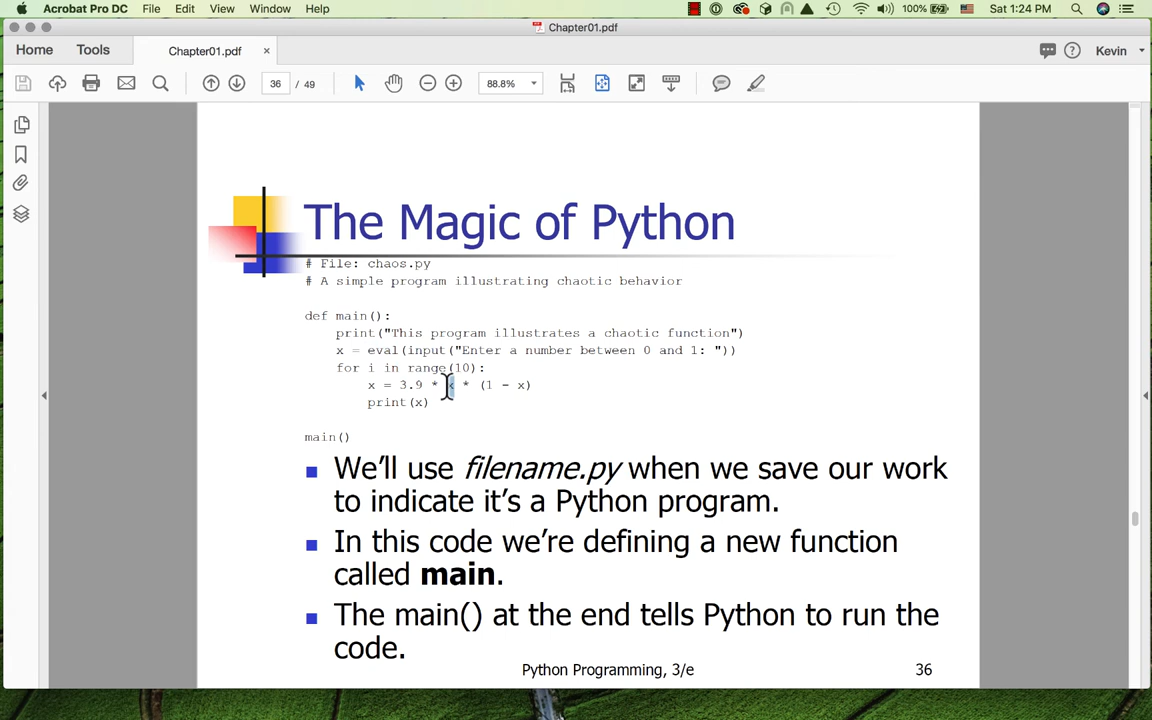 Acrobat Pro DC File Edit View Window Help 100% Sat 1:24 PM
Chapter01.pdf
Home Tools Chapter01.pdf × ? Kevin
36 / 49 88.8%
The Magic of Python
# File: chaos.py
# A simple program illustrating chaotic behavior
def main():
print("This program illustrates a chaotic function")
x = eval(input("Enter a number between 0 and 1: "))
for i in range(10):
x = 3.9 * x * (1 - x)
print(x)
main()
We'll use filename.py when we save our work
to indicate it's a Python program.
In this code we're defining a new function
called main.
The main() at the end tells Python to run the
code.
Python Programming, 3/e 36